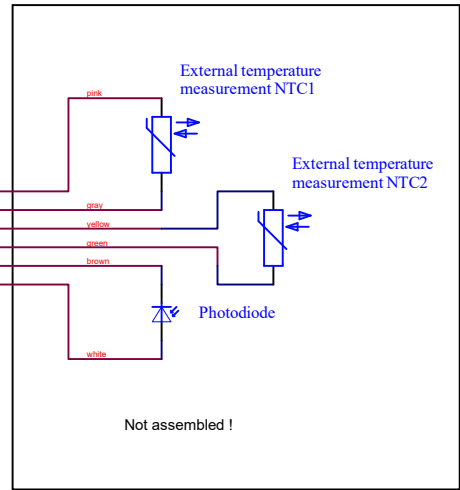 pink
External temperature
measurement NTC1
External temperature
measurement NTC2
gray
yellow
green
brown
Photodiode
white
Not assembled !